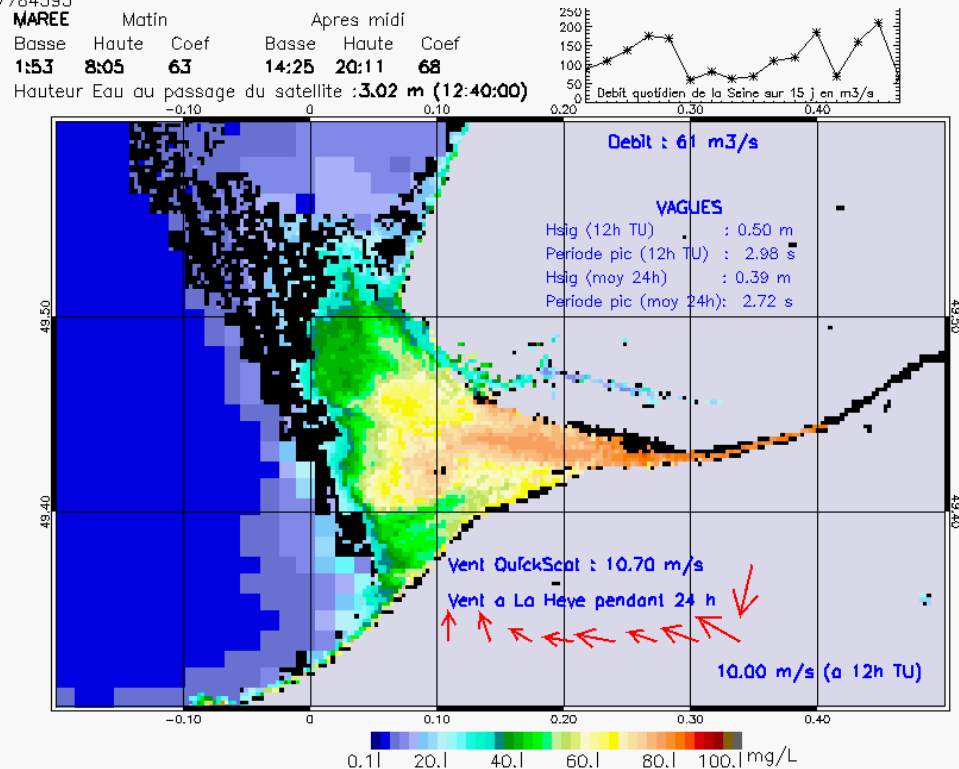 MAREE Matin Apres midi
Basse Haute Coef Basse Haute Coef
1:53 8:05 63 14:25 20:11 68
Hauteur Eau au passage du satellite :3.02 m (12:40:00)
250
200
150
100
50
0
Debit quotidien de la Seine sur 15 j en m3/s
-0.10 0 0.10 0.20 0.30 0.40
Debit : 61 m3/s
VAGUES
Hsig (12h TU) : 0.50 m
Periode pic (12h TU) : 2.98 s
Hsig (moy 24h) : 0.39 m
Periode pic (moy 24h): 2.72 s
49.50 49.50
49.40 49.40
Vent QuickScat : 10.70 m/s
Vent a La Heve pendant 24 h
10.00 m/s (a 12h TU)
-0.10 0 0.10 0.20 0.30 0.40
0.1| 20.| 40.| 60.| 80.| 100.| mg/L